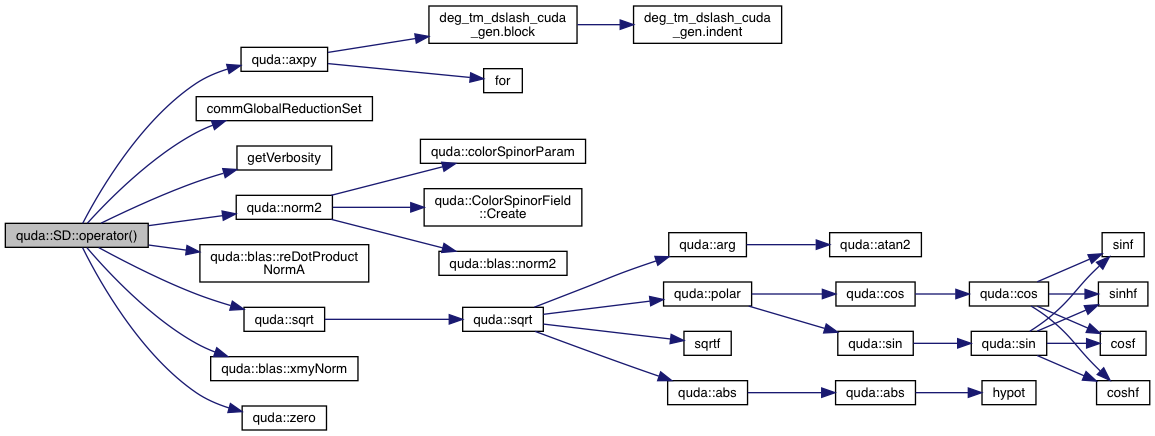 quda::SD::operator()
quda::axpy
deg_tm_dslash_cuda
_gen.block
deg_tm_dslash_cuda
_gen.indent
for
commGlobalReductionSet
getVerbosity
quda::norm2
quda::colorSpinorParam
quda::ColorSpinorField
::Create
quda::blas::norm2
quda::blas::reDotProduct
NormA
quda::sqrt
quda::sqrt
quda::arg
quda::atan2
quda::polar
quda::cos
quda::cos
sinf
sinhf
quda::sin
quda::sin
cosf
coshf
sqrtf
quda::abs
quda::abs
hypot
quda::blas::xmyNorm
quda::zero